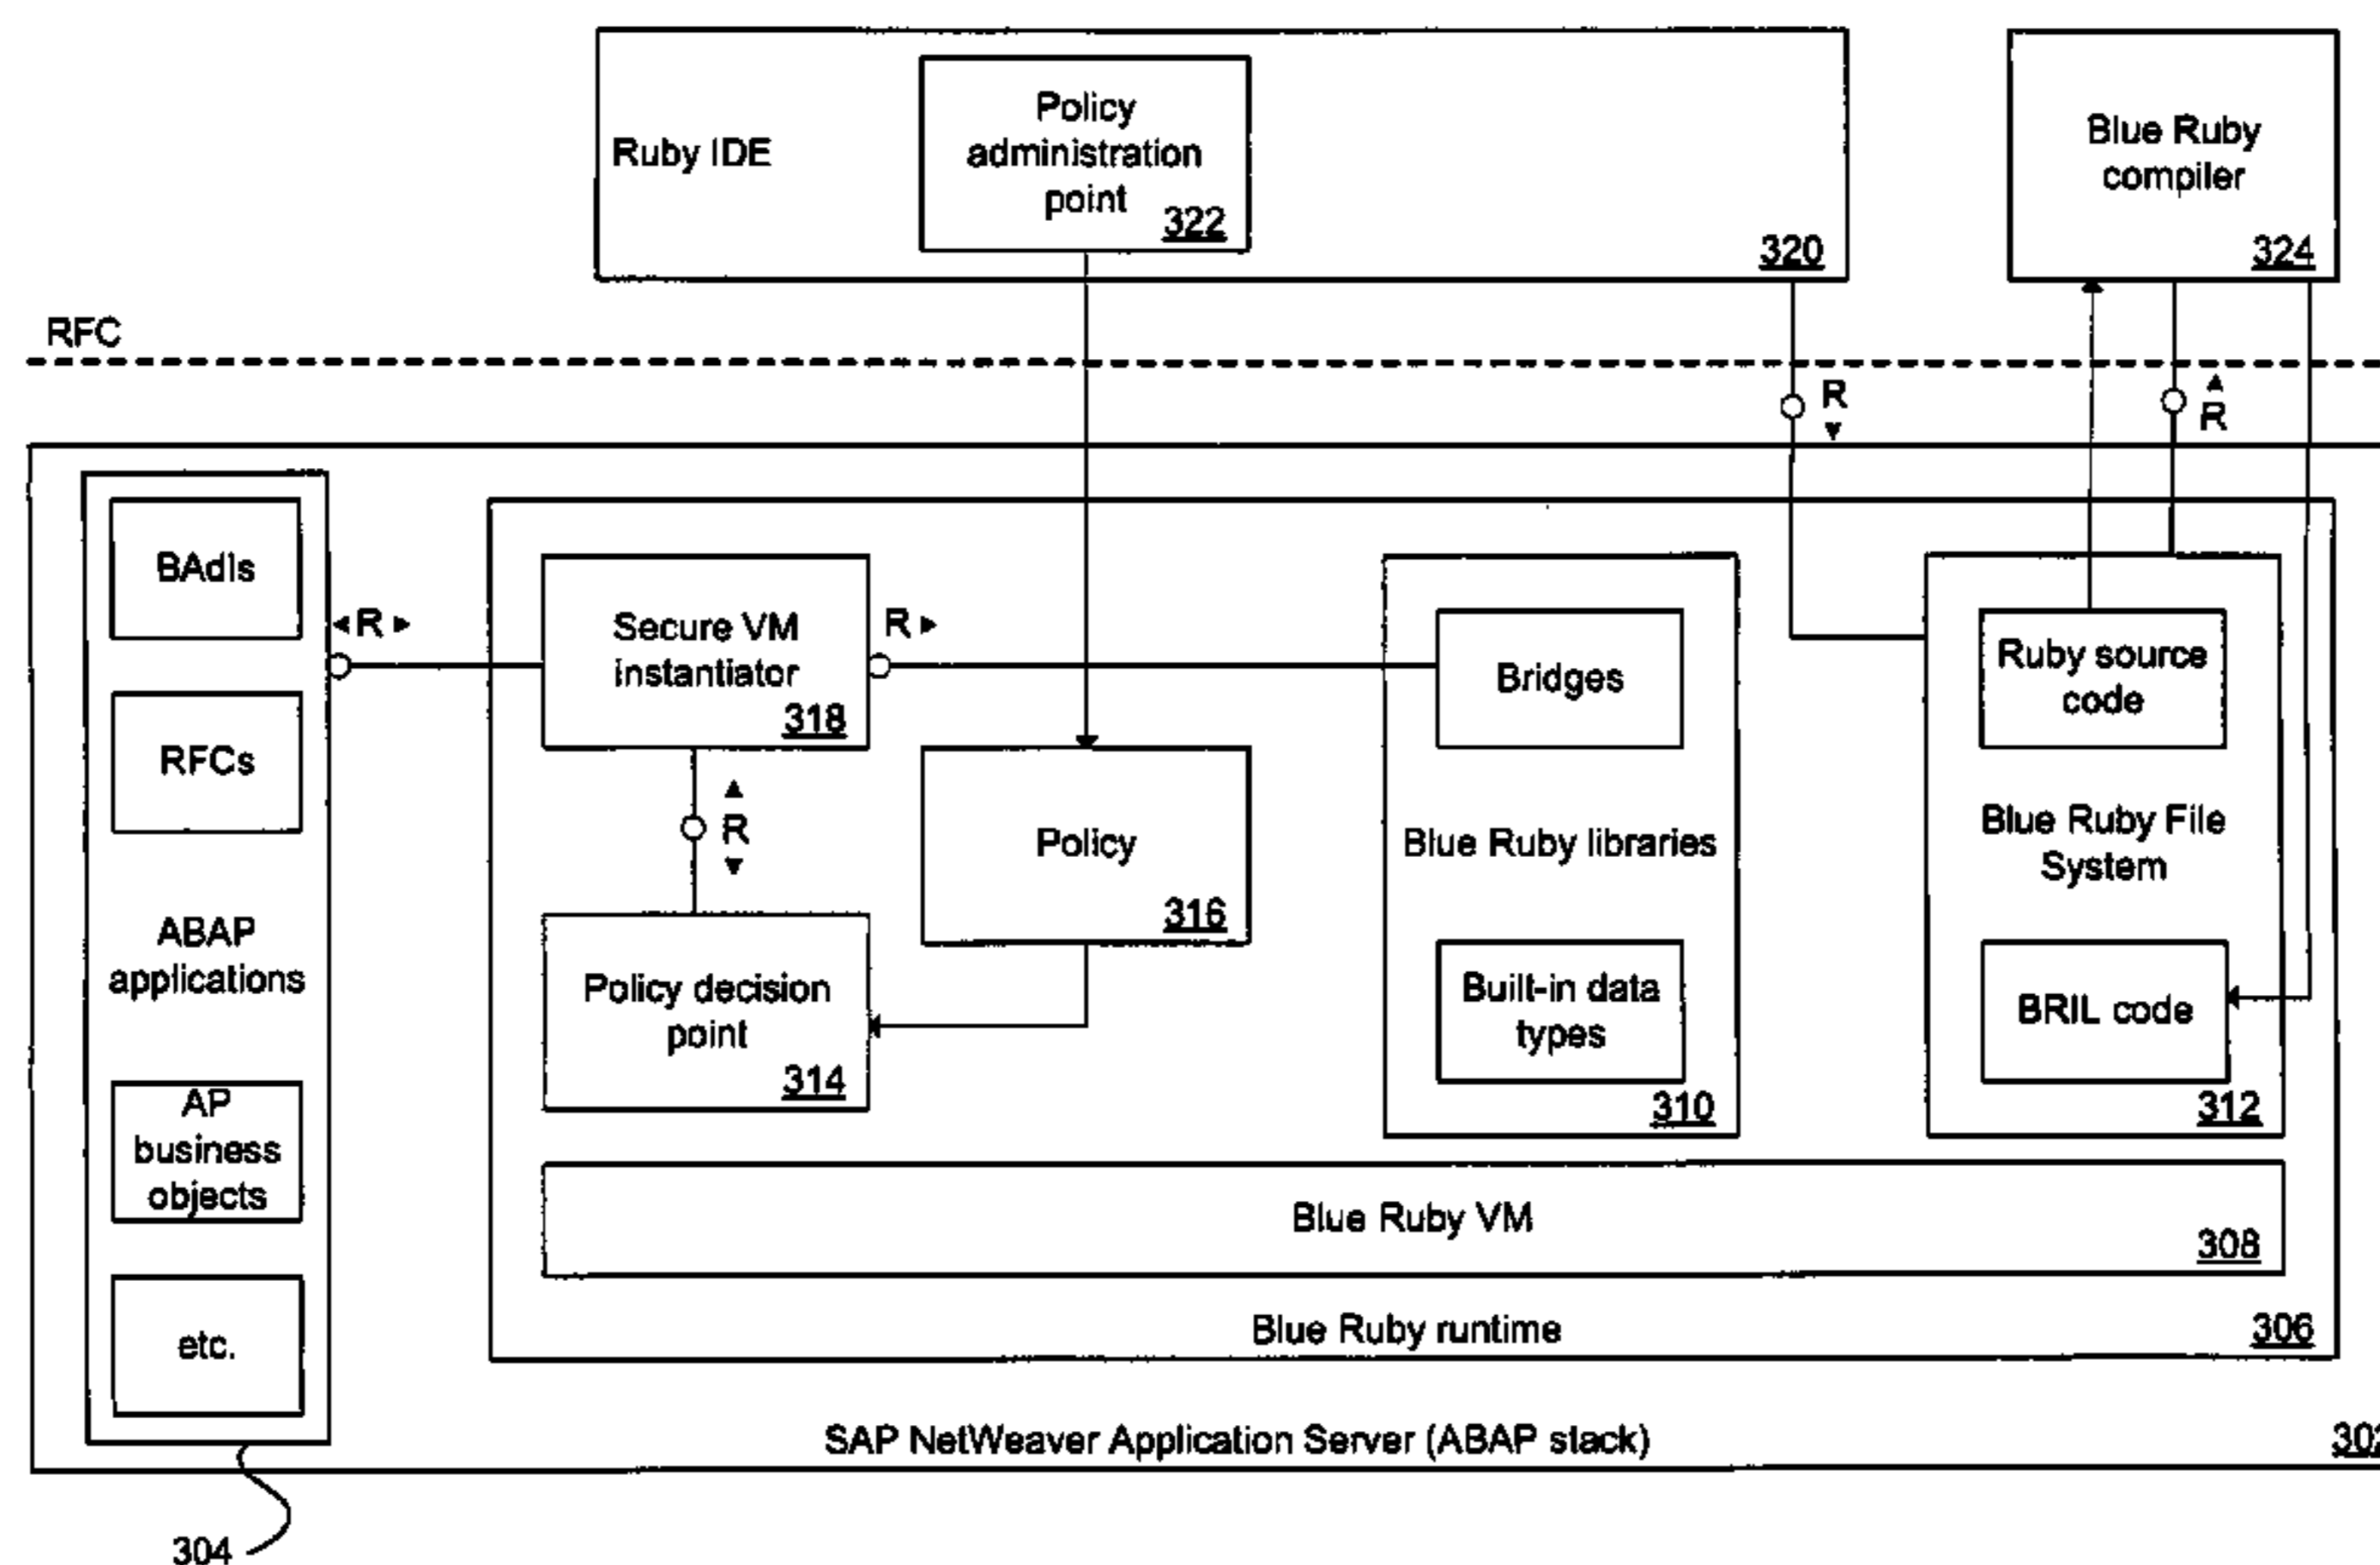 Ruby IDE
Policy
administration
point
322
320
Blue Ruby
compiler
324
RFC
R
R
BAdIs
RFCs
ABAP
applications
AP
business
objects
etc.
304
R
Secure VM
instantiator
318
R
R
Policy
316
Policy decision
point
314
Bridges
Blue Ruby libraries
Built-in data
types
310
Ruby source
code
Blue Ruby File
System
BRIL code
312
Blue Ruby VM
308
Blue Ruby runtime
306
SAP NetWeaver Application Server (ABAP stack)
302